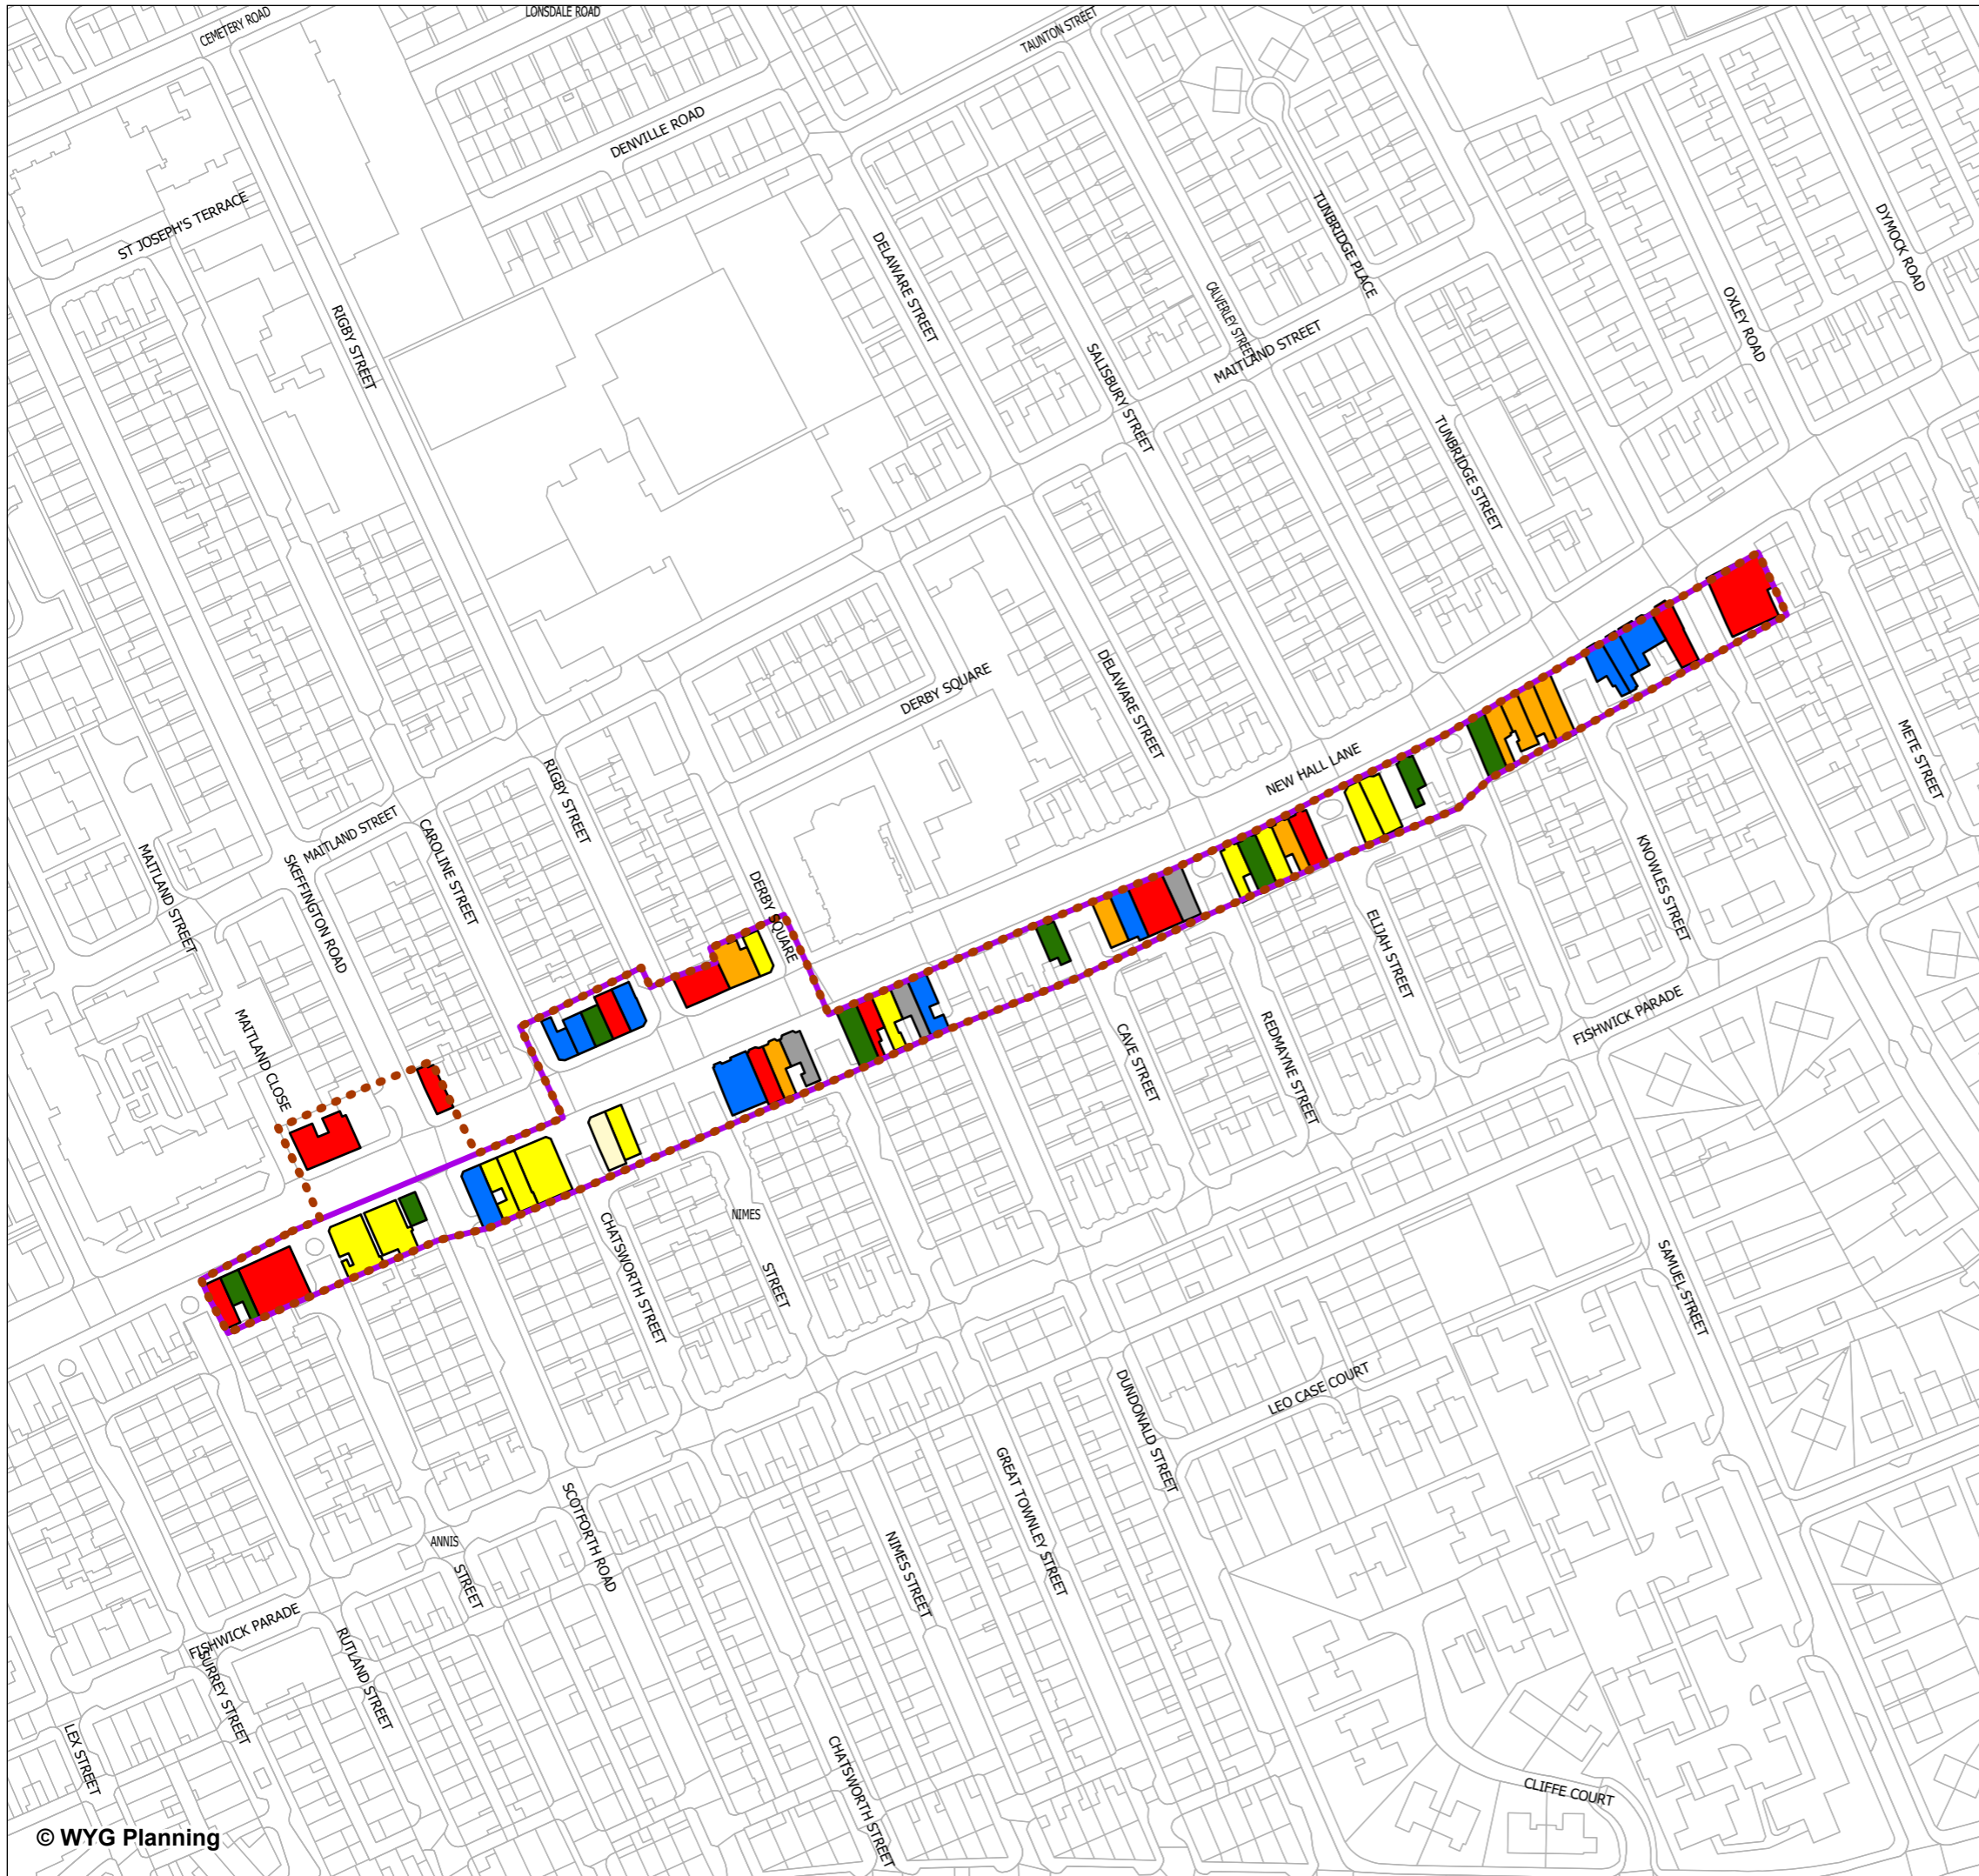 CEMETERY ROAD
LONSDALE ROAD
TAUNTON STREET
DENVILLE ROAD
ST JOSEPH'S TERRACE
RIGBY STREET
DELAWARE STREET
TUNBRIDGE PLACE
DYMOCK ROAD
CALVERLEY STREET
MAITLAND STREET
SALISBURY STREET
OXLEY ROAD
TUNBRIDGE STREET
DERBY SQUARE
DELAWARE STREET
NEW HALL LANE
METE STREET
RIGBY STREET
MAITLAND STREET
CAROLINE STREET
MAITLAND STREET
SKEFFINGTON ROAD
DERBY SQUARE
KNOWLES STREET
ELIJAH STREET
MAITLAND CLOSE
CAVE STREET
REDMAYNE STREET
FISHWICK PARADE
NIMES
STREET
CHATSWORTH STREET
SAMUEL STREET
LEO CASE COURT
DUNDONALD STREET
GREAT TOWNLEY STREET
SCOTFORTH ROAD
ANNIS
STREET
NIMES STREET
FISHWICK PARADE
SURREY STREET
RUTLAND STREET
LEX STREET
CHATSWORTH STREET
CLIFFE COURT
© WYG Planning